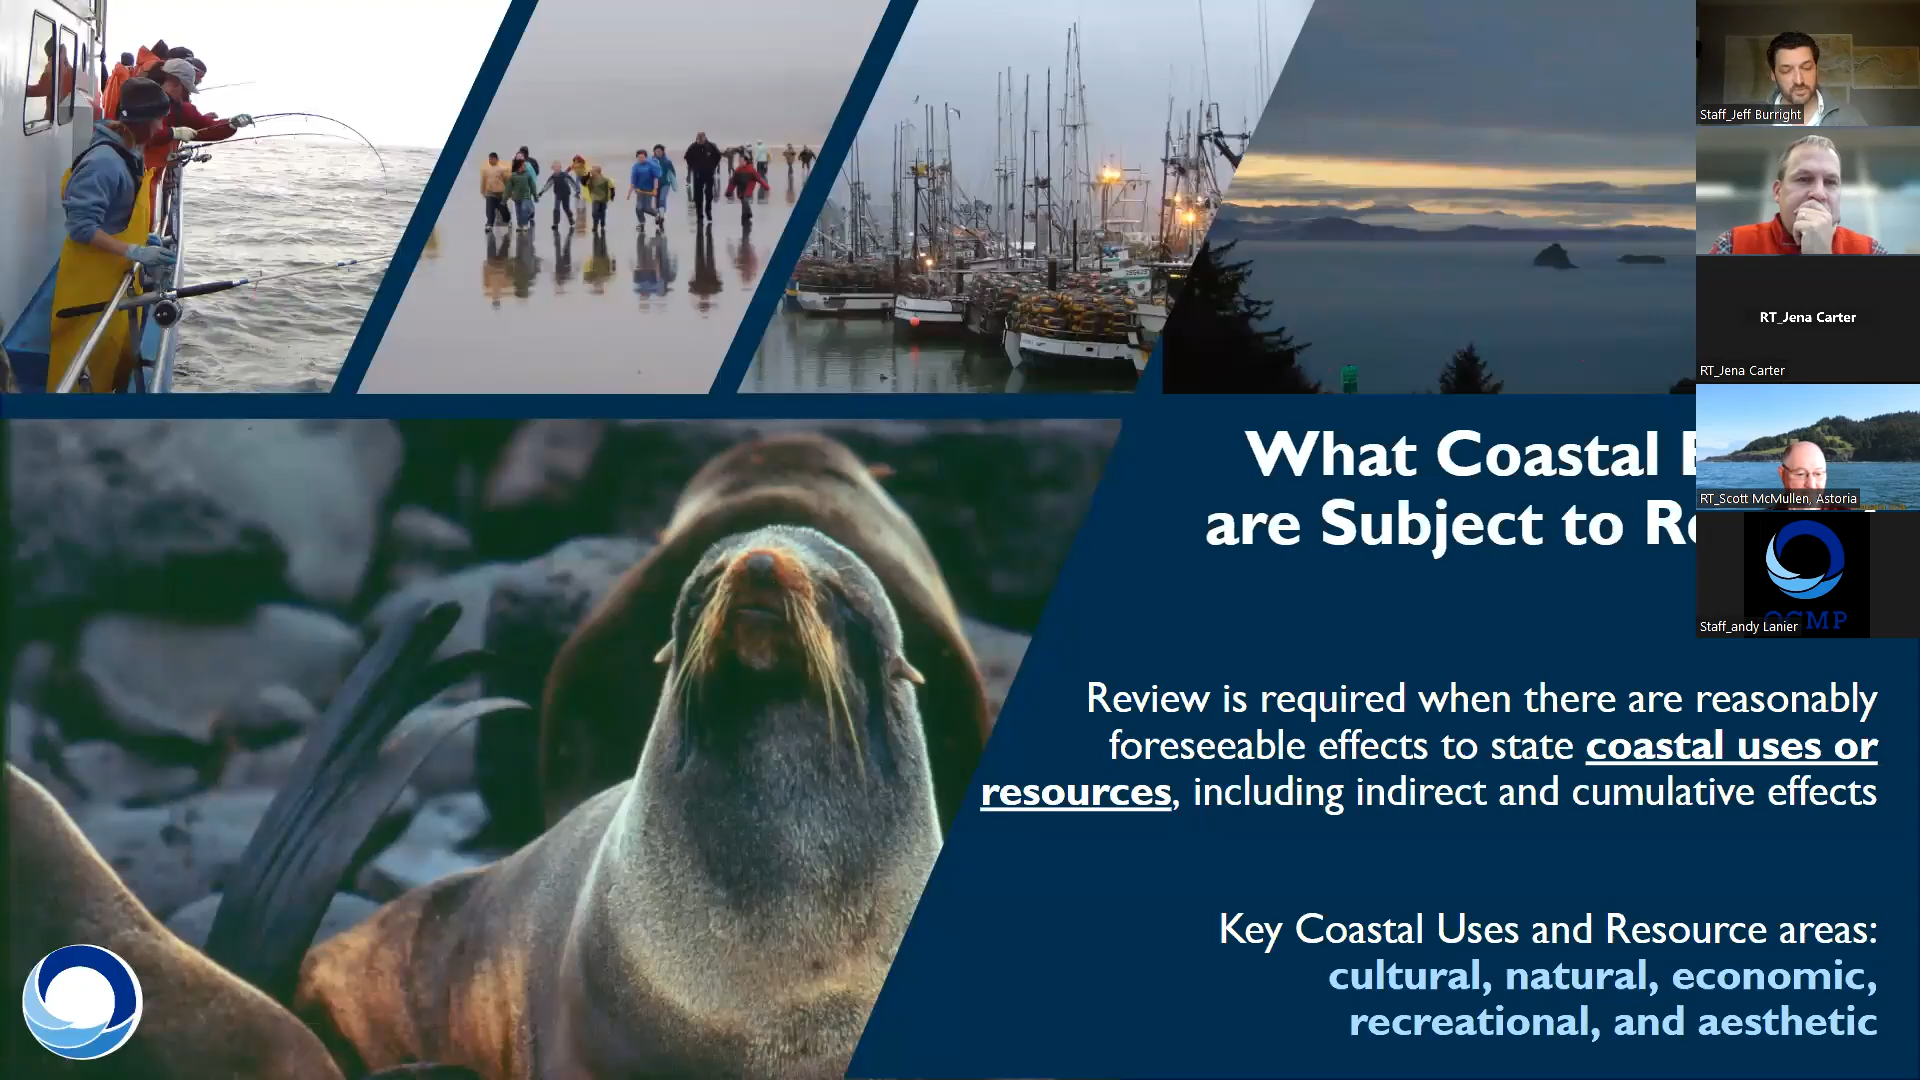 What Coastal
are Subject to
Review is required when there are reasonably
foreseeable effects to state coastal uses or
resources, including indirect and cumulative effects
Key Coastal Uses and Resource areas:
cultural, natural, economic,
recreational, and aesthetic
Staff_Jeff Burright
RT_Jena Carter
RT_Jena Carter
RT_Scott McMullen, Astoria
Staff_andy Lanier